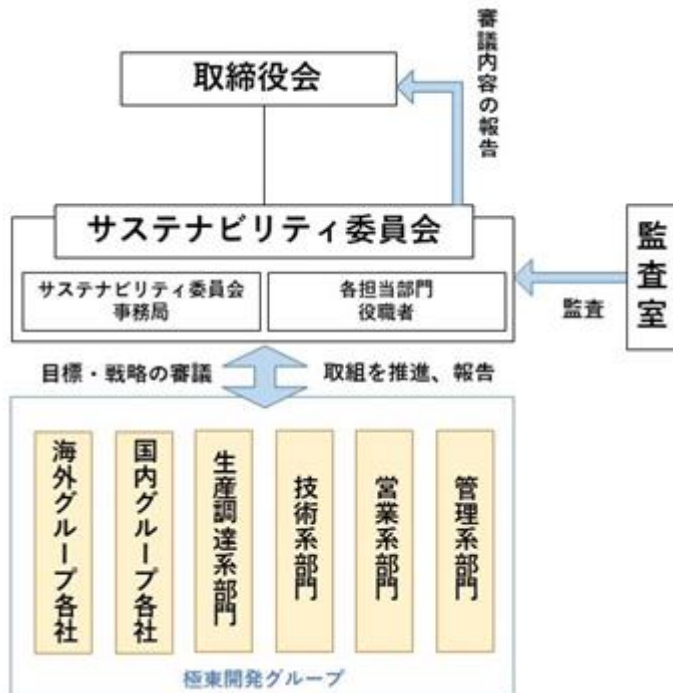 取締役会
審議内容の報告
サステナビリティ委員会
サステナビリティ委員会
事務局
各担当部門
役職者
監査
監査室
目標・戦略の審議
取組を推進、報告
海外グループ各社
国内グループ各社
生産調達系部門
技術系部門
営業系部門
管理系部門
極東開発グループ